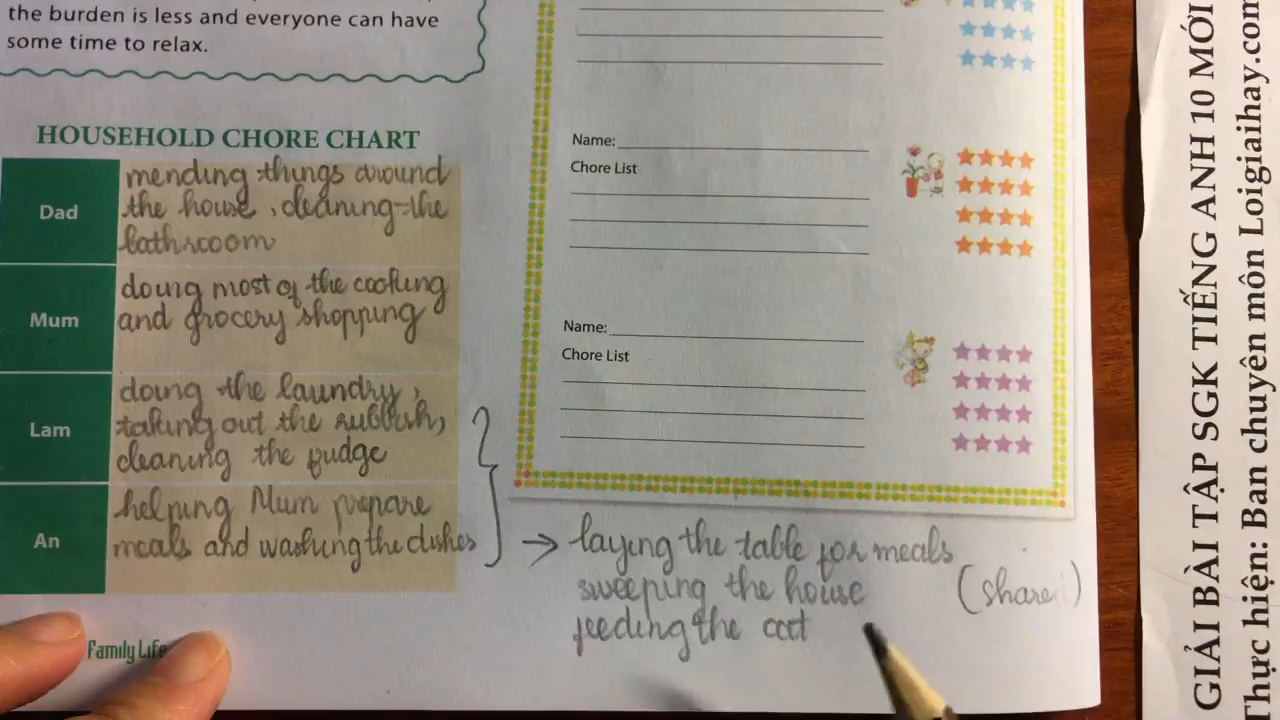 the burden is less and everyone can have
some time to relax.
HOUSEHOLD CHORE CHART
Dad
mending things around
the house, cleaning the
bathroom
Mum
doing most of the cooking
and grocery shopping
Lam
doing the laundry,
taking out the rubbish,
cleaning the fridge
An
helping Mum prepare
meals and washing the dishes
Family Life
Name:
Chore List
Name:
Chore List
→ laying the table for meals
sweeping the house
feeding the cat
(shared)
GIẢI BÀI TẬP SGK TIẾNG ANH 10 MỚI
Thực hiện: Ban chuyên môn Loigiaihay.com